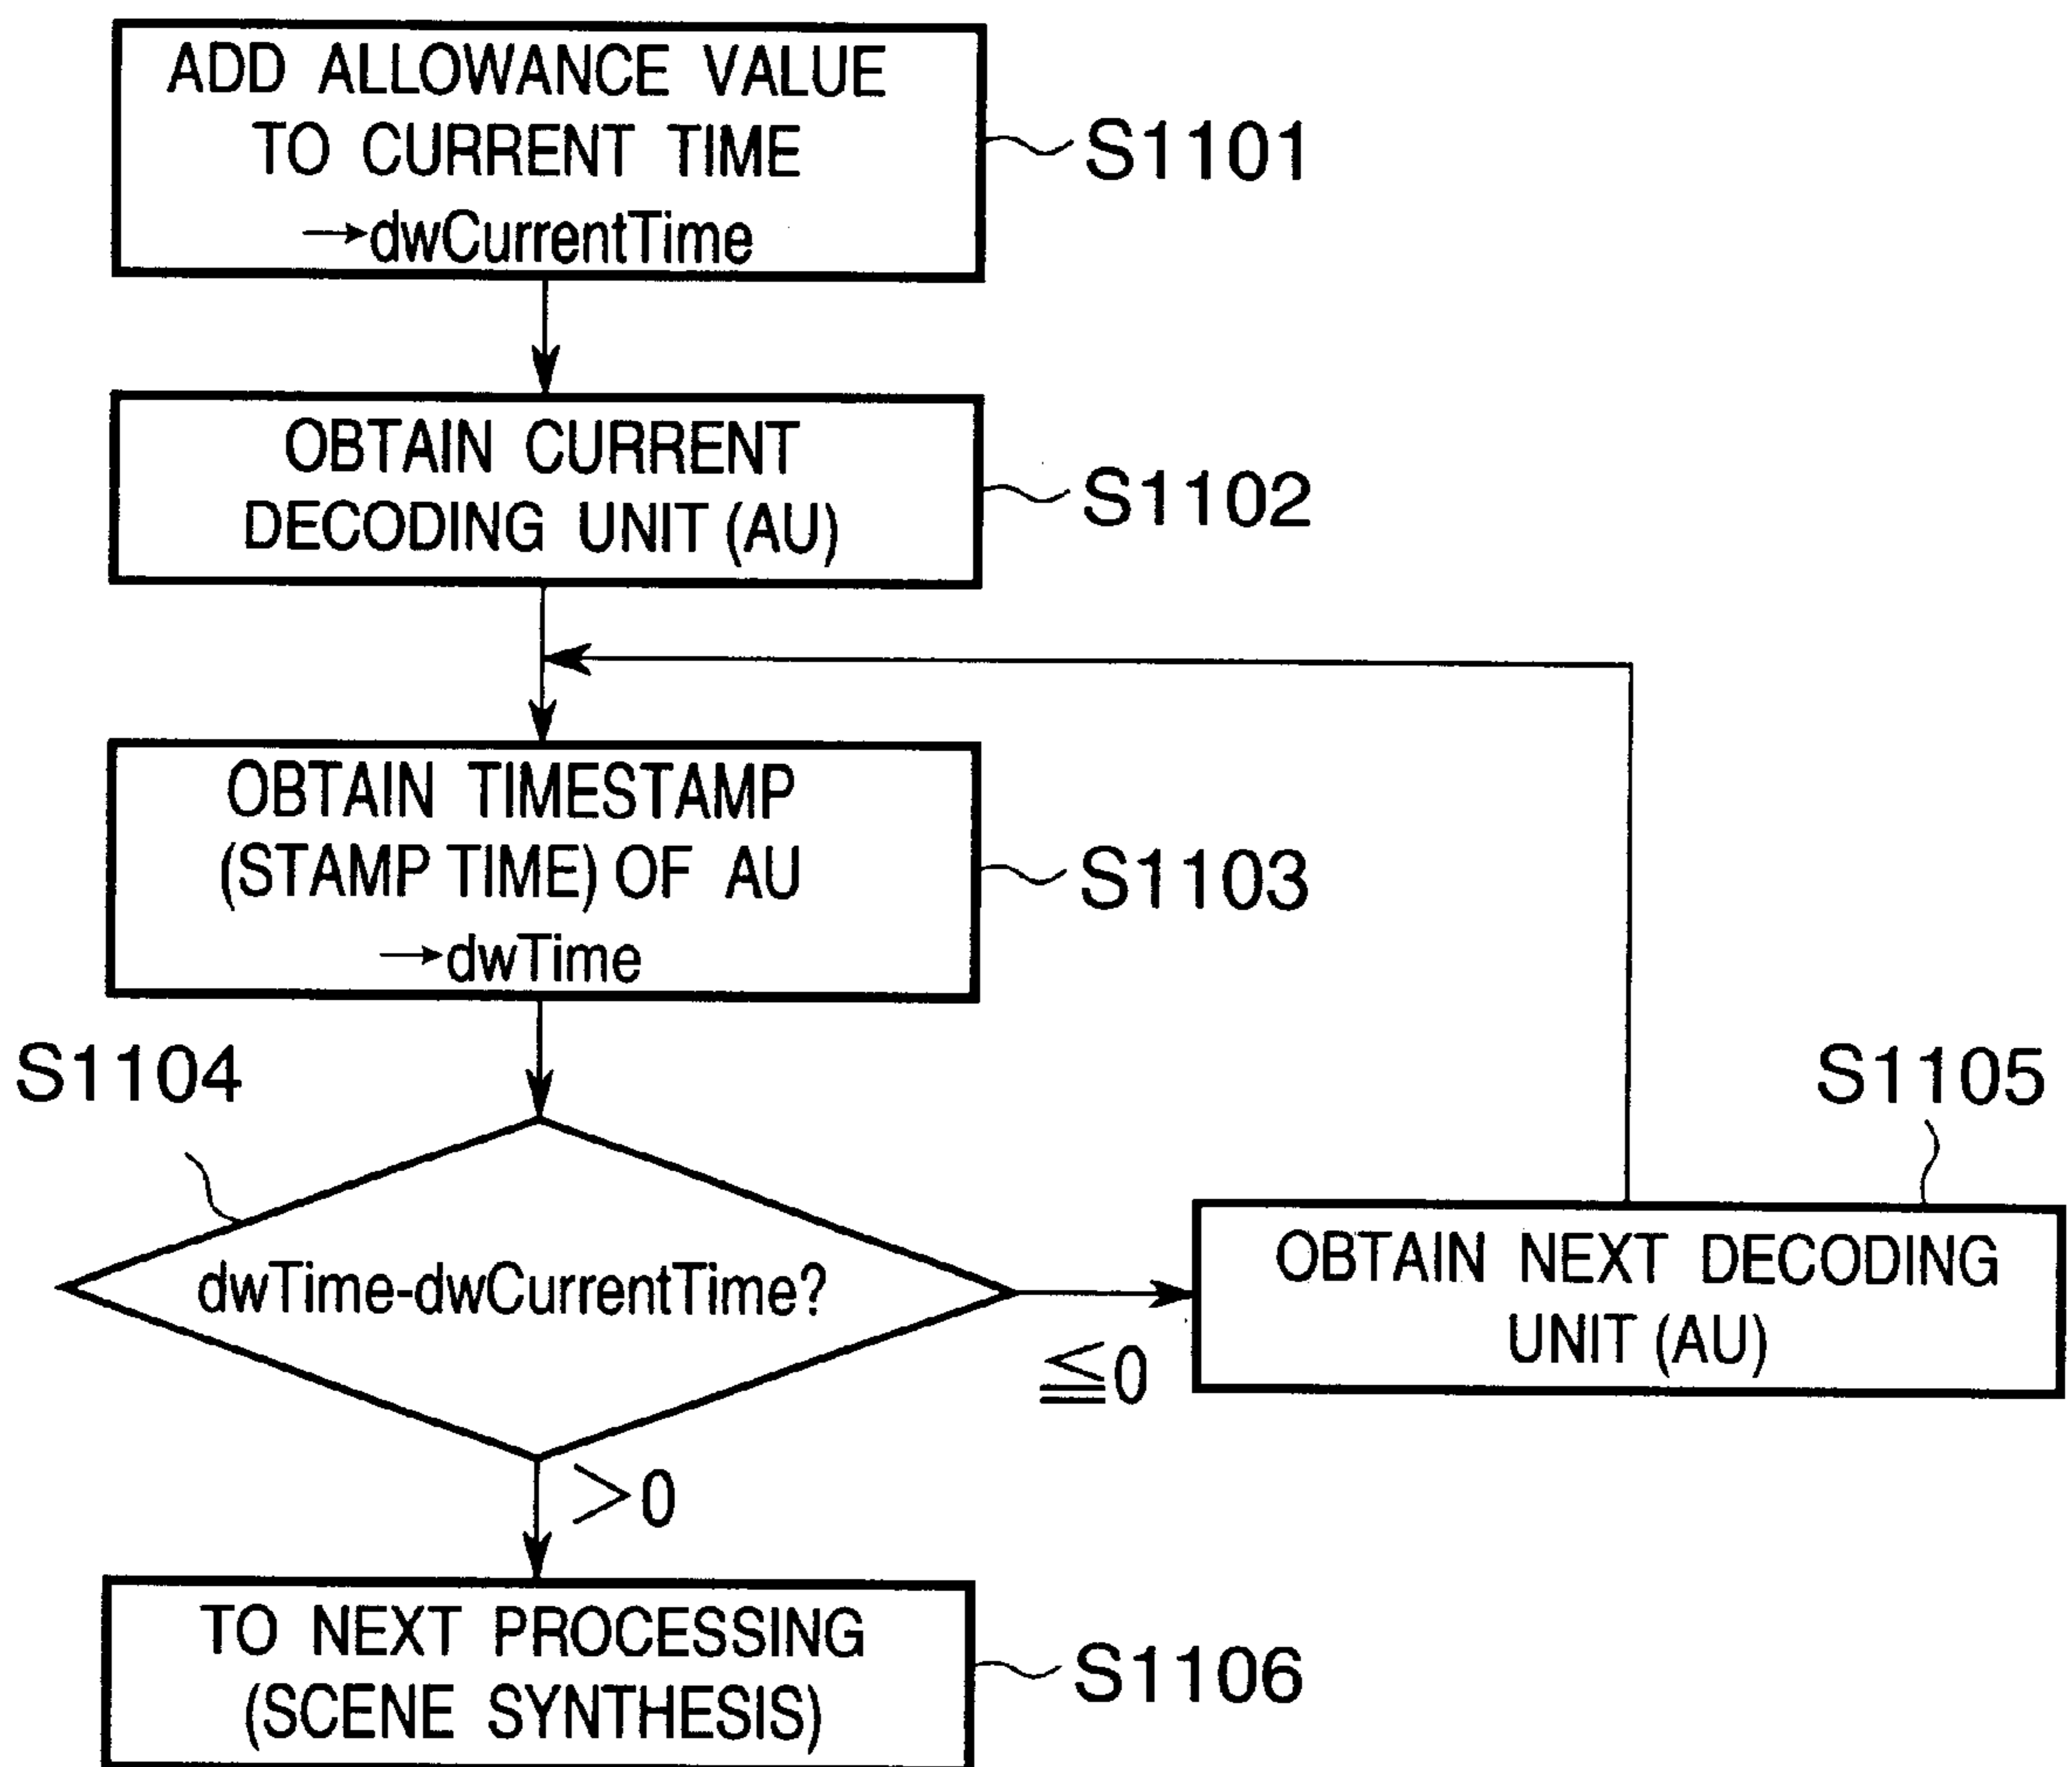 ADD ALLOWANCE VALUE
TO CURRENT TIME
→dwCurrentTime
S1101
OBTAIN CURRENT
DECODING UNIT (AU)
S1102
OBTAIN TIMESTAMP
(STAMP TIME) OF AU
→dwTime
S1103
S1104
dwTime-dwCurrentTime?
≦0
S1105
OBTAIN NEXT DECODING
UNIT (AU)
>0
TO NEXT PROCESSING
(SCENE SYNTHESIS)
S1106